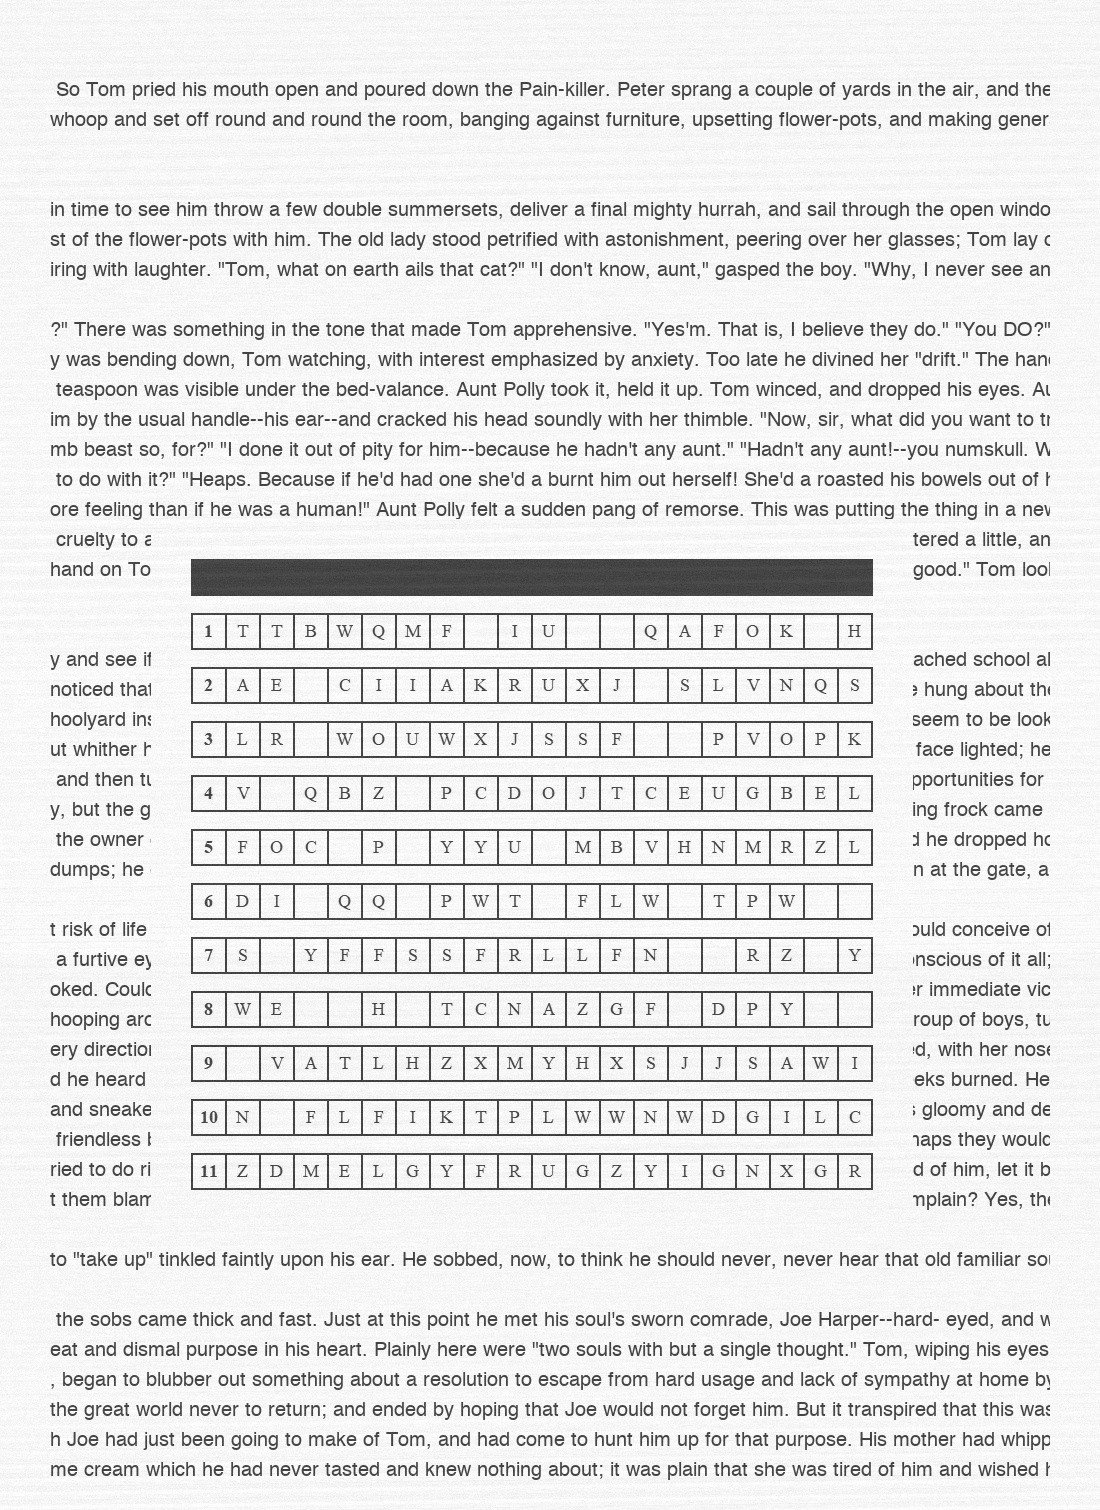 So Tom pried his mouth open and poured down the Pain-killer. Peter sprang a couple of yards in the air, and the
whoop and set off round and round the room, banging against furniture, upsetting flower-pots, and making gener
in time to see him throw a few double summersets, deliver a final mighty hurrah, and sail through the open windo
st of the flower-pots with him. The old lady stood petrified with astonishment, peering over her glasses; Tom lay
iring with laughter. "Tom, what on earth ails that cat?" "I don't know, aunt," gasped the boy. "Why, I never see an
?" There was something in the tone that made Tom apprehensive. "Yes'm. That is, I believe they do." "You DO?"
y was bending down, Tom watching, with interest emphasized by anxiety. Too late he divined her "drift." The han
teaspoon was visible under the bed-valance. Aunt Polly took it, held it up. Tom winced, and dropped his eyes. Au
im by the usual handle--his ear--and cracked his head soundly with her thimble. "Now, sir, what did you want to tr
mb beast so, for?" "I done it out of pity for him--because he hadn't any aunt." "Hadn't any aunt!--you numskull. W
to do with it?" "Heaps. Because if he'd had one she'd a burnt him out herself! She'd a roasted his bowels out of h
ore feeling than if he was a human!" Aunt Polly felt a sudden pang of remorse. This was putting the thing in a new
cruelty to a tered a little, an
hand on To good." Tom look
y and see if ached school al
noticed that hung about the
hoolyard ins seem to be look
ut whither h face lighted; he
and then tu pportunities for
y, but the g ing frock came
the owner d he dropped ho
dumps; he n at the gate, a
t risk of life ould conceive of
a furtive ey onscious of it all;
oked. Could er immediate vic
hooping arc roup of boys, tu
ery direction ed, with her nose
d he heard eeks burned. He
and sneake gloomy and de
friendless b haps they would
ried to do ri d of him, let it b
t them blam mplain? Yes, the
1 T T B W Q M F I U Q A F O K H
2 A E C I I A K R U X J S L V N Q S
3 L R W O U W X J S S F P V O P K
4 V Q B Z P C D O J T C E U G B E L
5 F O C P Y Y U M B V H N M R Z L
6 D I Q Q P W T F L W T P W
7 S Y F F S S F R L L F N R Z Y
8 W E H T C N A Z G F D P Y
9 V A T L H Z X M Y H X S J J S A W I
10 N F L F I K T P L W W N W D G I L C
11 Z D M E L G Y F R U G Z Y I G N X G R
to "take up" tinkled faintly upon his ear. He sobbed, now, to think he should never, never hear that old familiar sou
the sobs came thick and fast. Just at this point he met his soul's sworn comrade, Joe Harper--hard- eyed, and w
eat and dismal purpose in his heart. Plainly here were "two souls with but a single thought." Tom, wiping his eyes
, began to blubber out something about a resolution to escape from hard usage and lack of sympathy at home by
the great world never to return; and ended by hoping that Joe would not forget him. But it transpired that this was
h Joe had just been going to make of Tom, and had come to hunt him up for that purpose. His mother had whipp
me cream which he had never tasted and knew nothing about; it was plain that she was tired of him and wished h